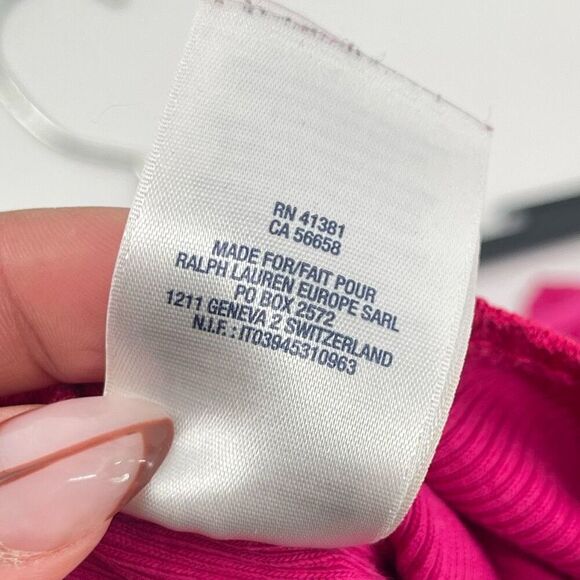 RN 41381
CA 56658
MADE FOR/FAIT POUR
RALPH LAUREN EUROPE SARL
PO BOX 2572
1211 GENEVA 2 SWITZERLAND
N.I.F.: IT03945310963